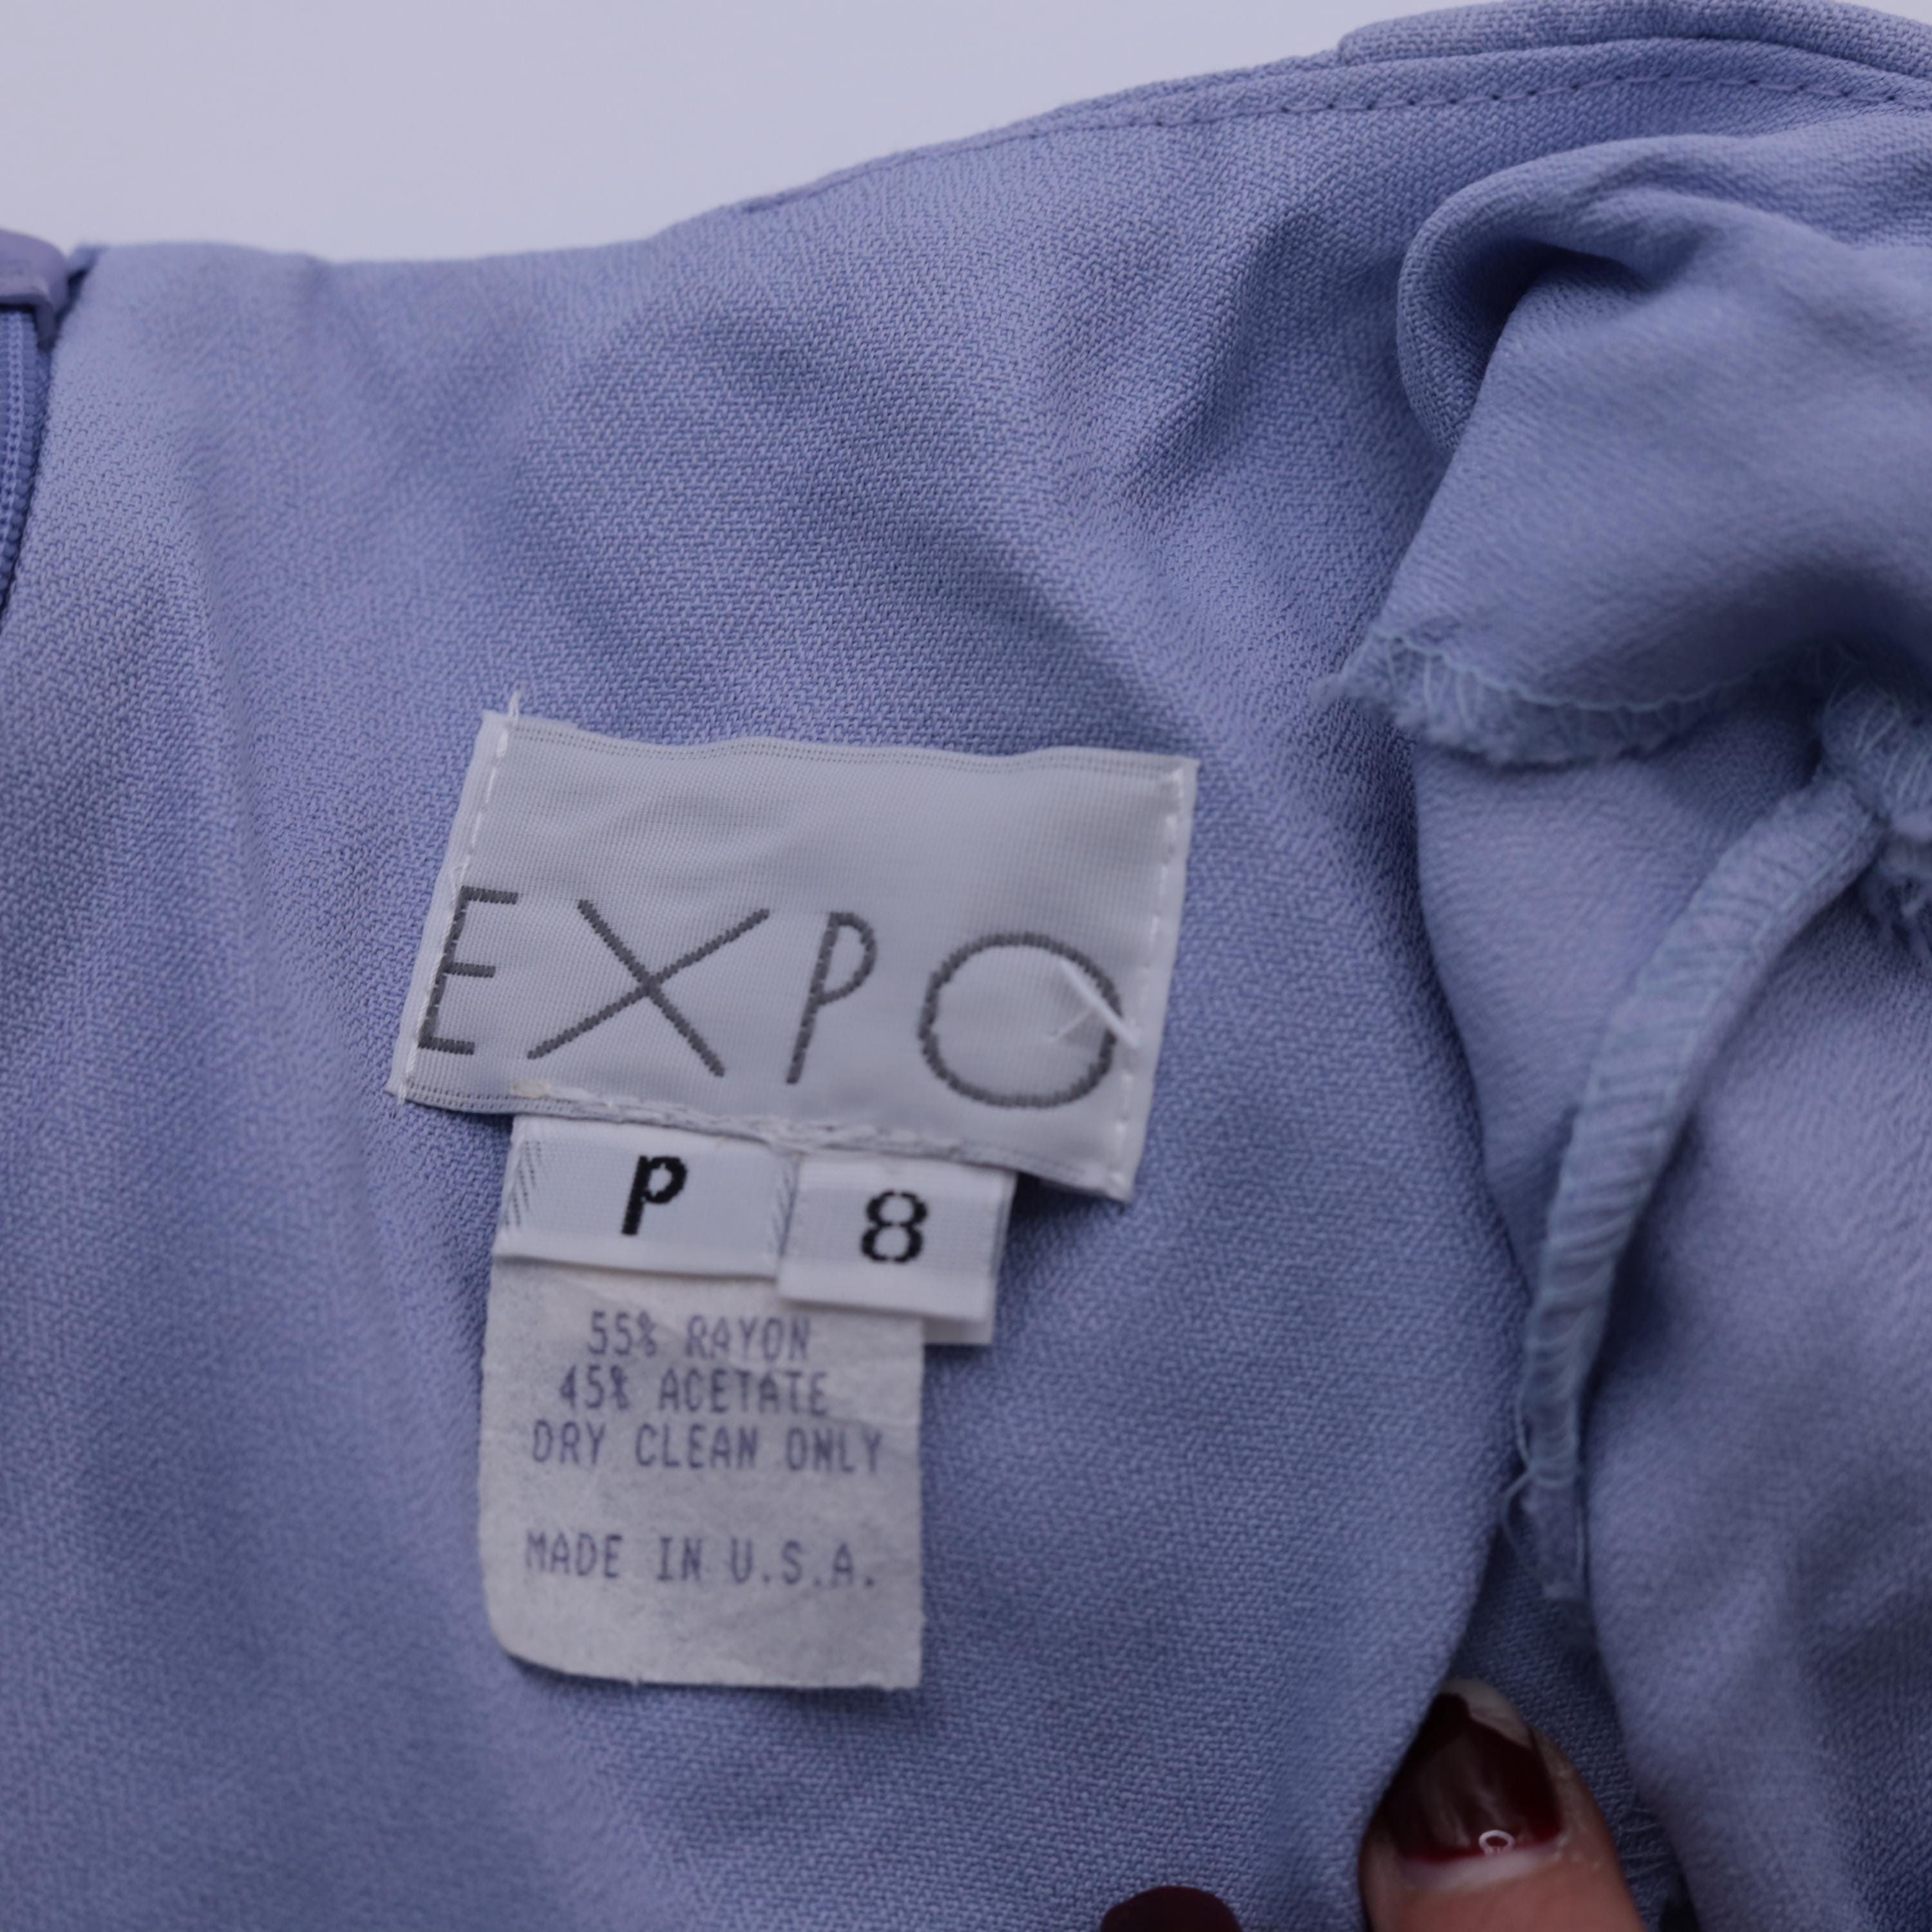 EXPO
P 8
55% RAYON
45% ACETATE
DRY CLEAN ONLY
MADE IN U.S.A.